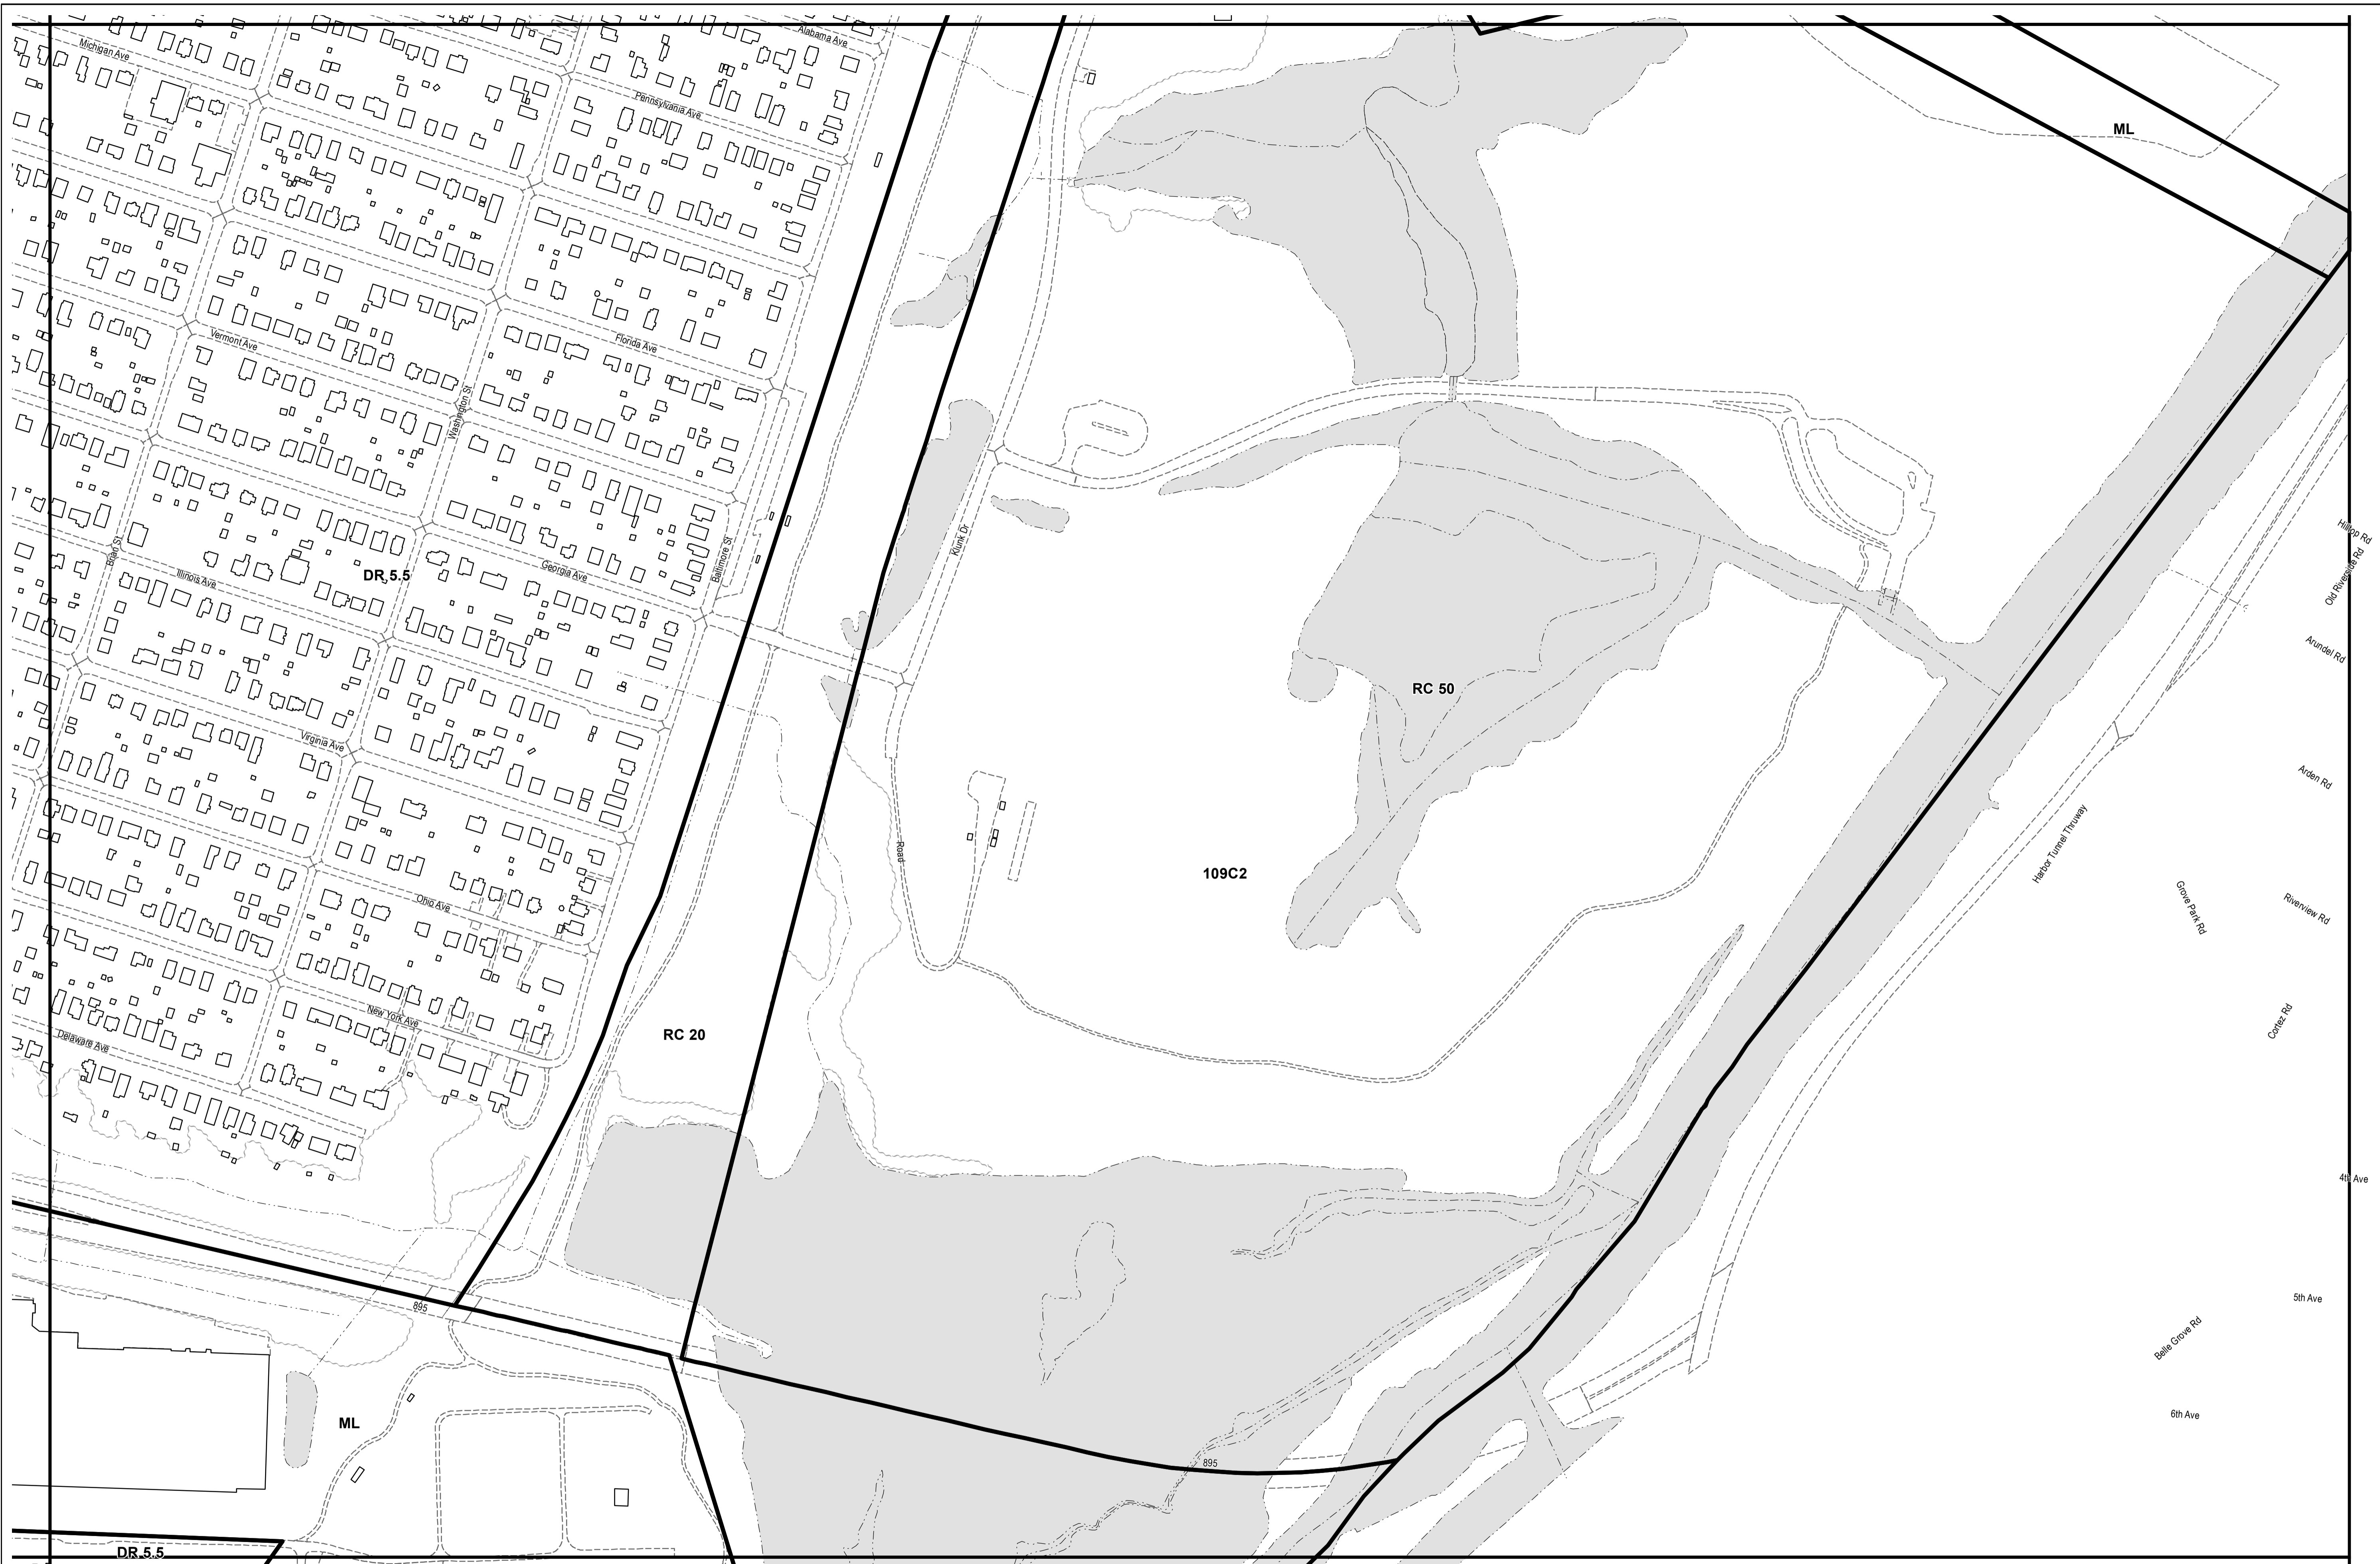 Michigan Ave
Alabama Ave
Pennsylvania Ave
ML
Vermont Ave
Florida Ave
Washington St
Klunk Dr
Hilltop Rd
Old Riverside Rd
Baltimore St
Georgia Ave
DR 5.5
Illinois Ave
Arundel Rd
RC 50
Virginia Ave
Arden Rd
Harbor Tunnel Thruway
Road
109C2
Grove Park Rd
Riverview Rd
Ohio Ave
New York Ave
Cortez Rd
RC 20
Delaware Ave
4th Ave
5th Ave
895
Belle Grove Rd
6th Ave
ML
895
DR 5.5